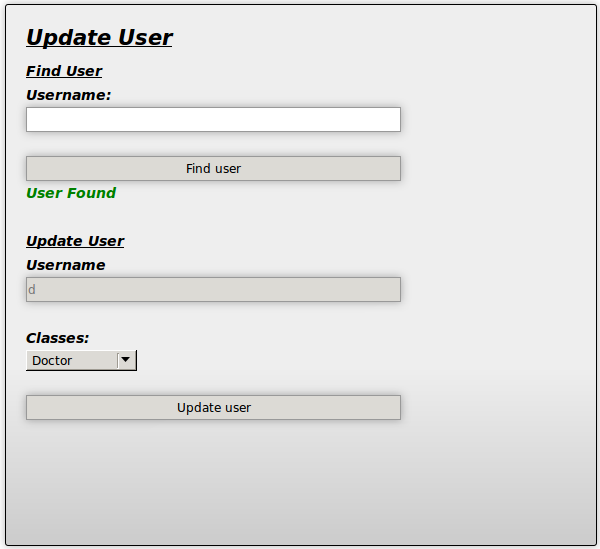 Update User
Find User
Username:
Find user
User Found
Update User
Username
d
Classes:
Doctor
Update user